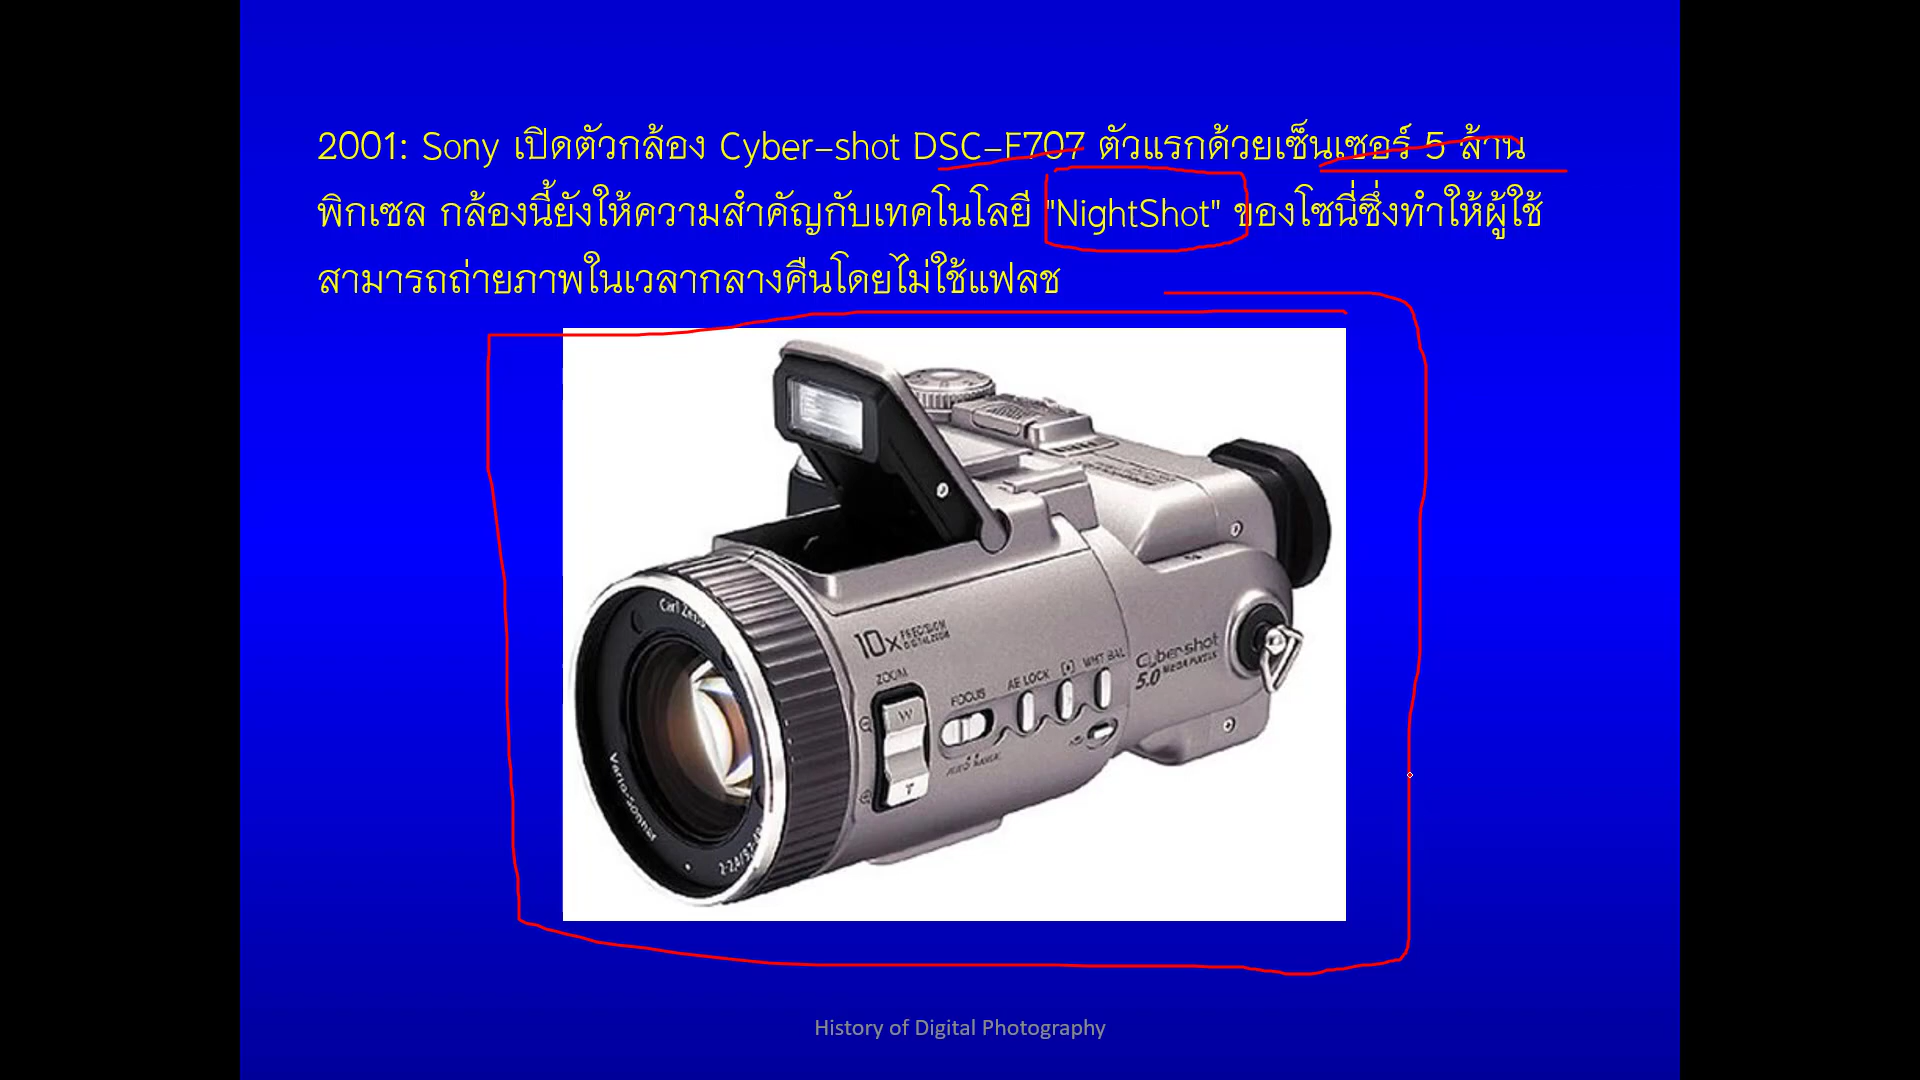 2001: Sony เปิดตัวกล้อง Cyber-shot DSC-F707 ตัวแรกด้วยเซ็นเซอร์ 5 ล้าน
พิกเซล กล้องนี้ยังให้ความสำคัญกับเทคโนโลยี "NightShot" ของโซนี่ซึ่งทำให้ผู้ใช้
สามารถถ่ายภาพในเวลากลางคืนโดยไม่ใช้แฟลช
Carl Zeiss
10x PRECISION
DIGITAL ZOOM
ZOOM
W
T
FOCUS
AE LOCK
WHT BAL
Cyber-shot
5.0 MEGA PIXELS
Vario-Sonnar
History of Digital Photography